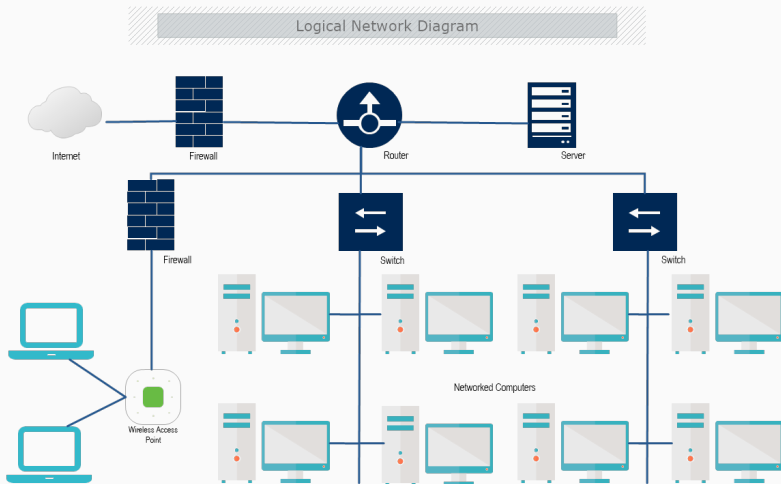 Logical Network Diagram
Internet
Firewall
Router
Server
Firewall
Switch
Switch
Networked Computers
Wireless Access
Point